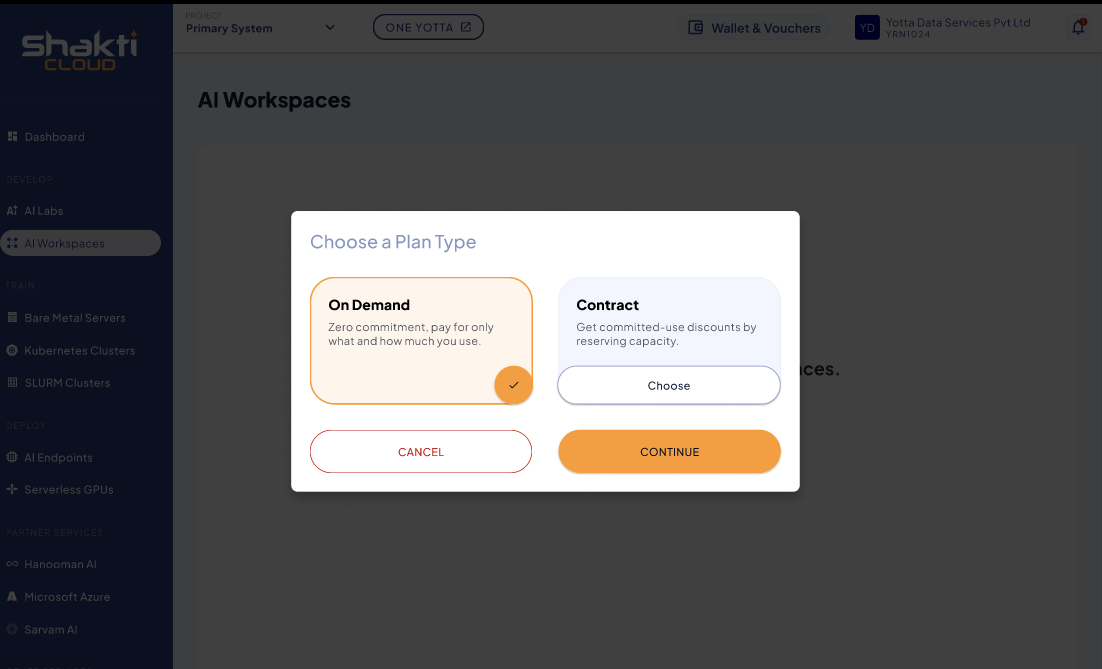 Shakti
CLOUD
PROJECT
Primary System
ONE YOTTA
Wallet & Vouchers
YD
Yotta Data Services Pvt Ltd
YRN1024
AI Workspaces
Dashboard
DEVELOP
AI Labs
AI Workspaces
TRAIN
Bare Metal Servers
Kubernetes Clusters
SLURM Clusters
DEPLOY
AI Endpoints
Serverless GPUs
PARTNER SERVICES
Hanooman AI
Microsoft Azure
Sarvam AI
Choose a Plan Type
On Demand
Zero commitment, pay for only
what and how much you use.
Contract
Get committed-use discounts by
reserving capacity.
Choose
CANCEL
CONTINUE